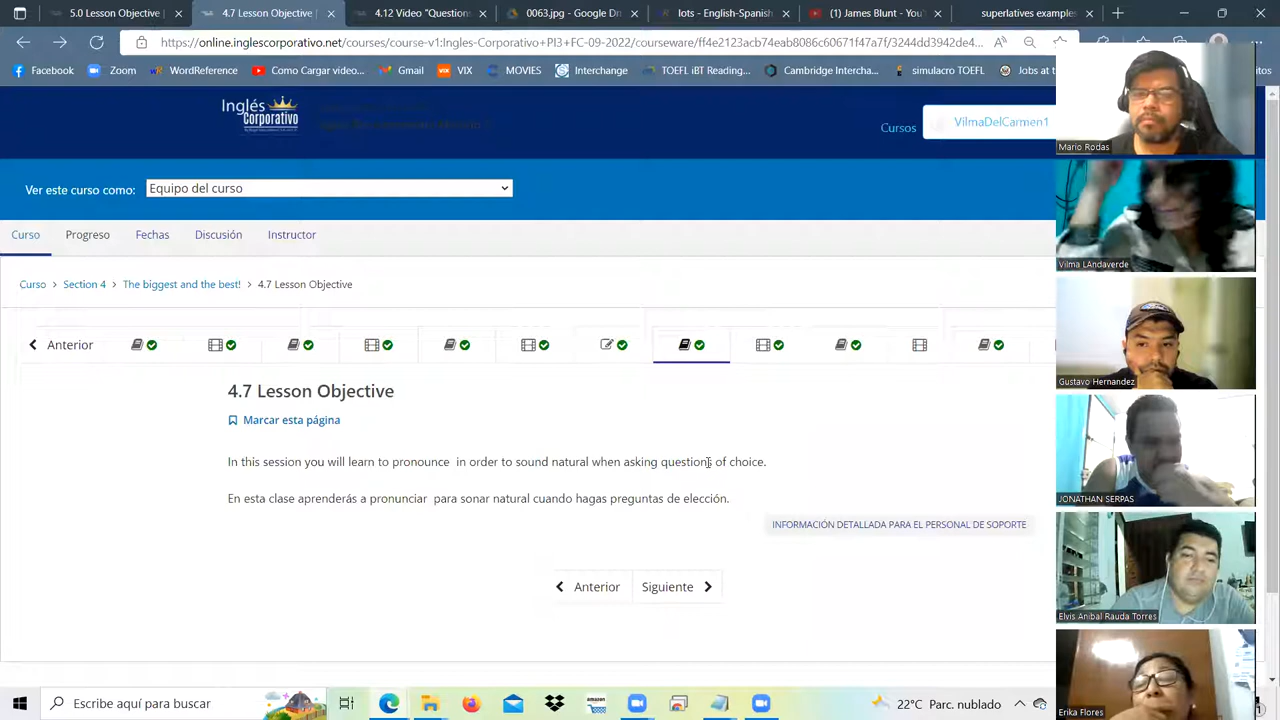 5.0 Lesson Objective
4.7 Lesson Objective
4.12 Video "Questions
0063.jpg - Google Dr
lots - English-Spanish
(1) James Blunt - You
superlatives examples
https://online.inglescorporativo.net/courses/course-v1:Ingles-Corporativo+PI3+FC-09-2022/courseware/ff4e2123acb74eab8086c60671f47a7f/3244dd3942de4...
Facebook
Zoom
WordReference
Como Cargar vídeo...
Gmail
VIX
MOVIES
Interchange
TOEFL iBT Reading...
Cambridge Intercha...
simulacro TOEFL
Jobs at t
Inglés
Corporativo
Cursos
VilmaDelCarmen1
Ver este curso como:
Equipo del curso
Curso
Progreso
Fechas
Discusión
Instructor
Curso > Section 4 > The biggest and the best! > 4.7 Lesson Objective
Anterior
4.7 Lesson Objective
Marcar esta página
In this session you will learn to pronounce in order to sound natural when asking questions of choice.
En esta clase aprenderás a pronunciar para sonar natural cuando hagas preguntas de elección.
INFORMACIÓN DETALLADA PARA EL PERSONAL DE SOPORTE
Anterior
Siguiente
Mario Rodas
Vilma LAndaverde
Gustavo Hernandez
JONATHAN SERPAS
Elvis Anibal Rauda Torres
Erika Flores
Escribe aquí para buscar
amazon
22°C Parc. nublado